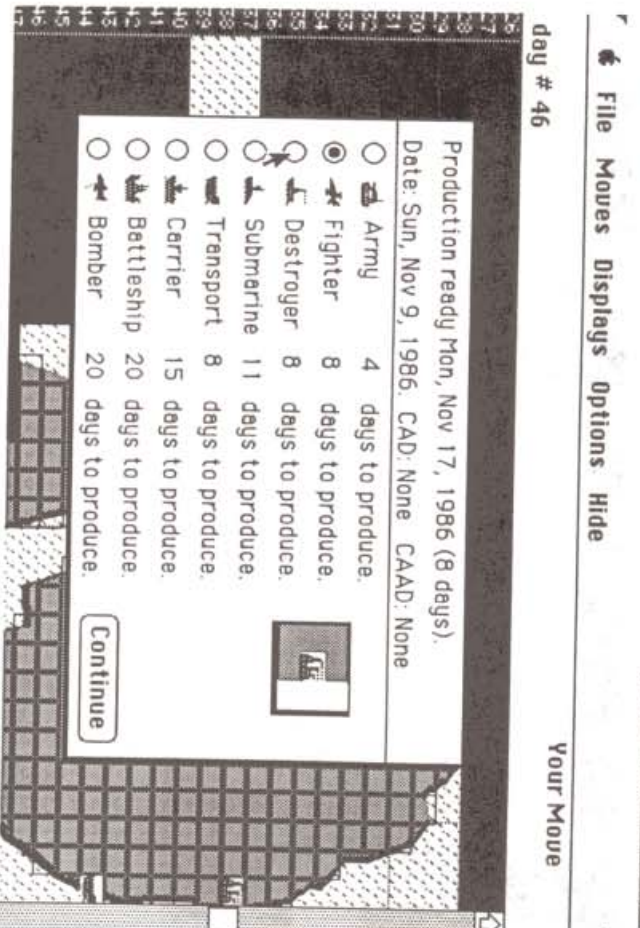 File Moves Displays Options Hide
day # 46 Your Move
Production ready Mon, Nov 17, 1986 (8 days).
Date: Sun, Nov 9, 1986. CAD: None CAAD: None
Army 4 days to produce.
Fighter 8 days to produce.
Destroyer 8 days to produce.
Submarine 11 days to produce.
Transport 8 days to produce.
Carrier 15 days to produce.
Battleship 20 days to produce.
Bomber 20 days to produce.
Continue